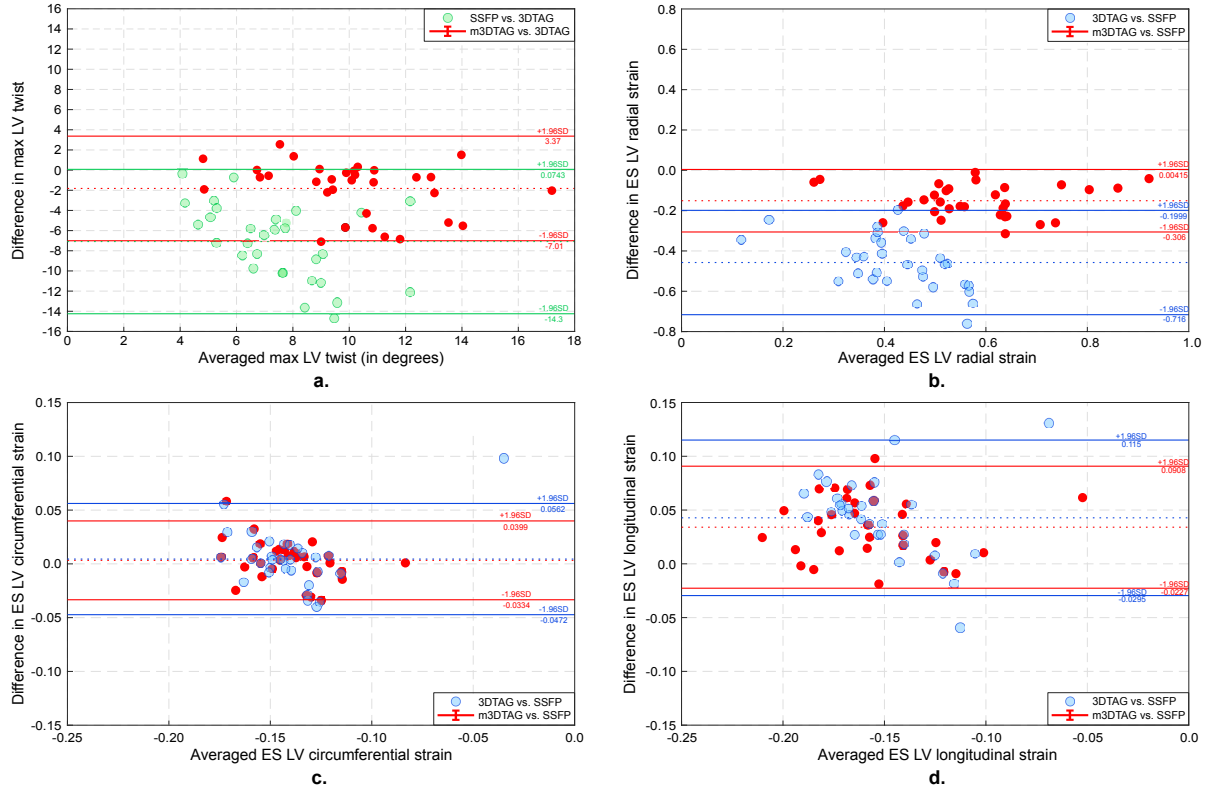 16
14
12
10
8
6
4
2
0
-2
-4
-6
-8
-10
-12
-14
16
Difference in max LV twist
SSFP vs. 3DTAG
m3DTAG vs. 3DTAG
+1.96SD
3.37
+1.96SD
0.0743
-1.96SD
-7.01
-1.96SD
-14.3
0 2 4 6 8 10 12 14 16 18
Averaged max LV twist (in degrees)
a.
0.8
0.6
0.4
0.2
0.0
-0.2
-0.4
-0.6
0.8
Difference in ES LV radial strain
3DTAG vs. SSFP
m3DTAG vs. SSFP
+1.96SD
0.00415
+1.96SD
-0.1999
-1.96SD
-0.306
-1.96SD
-0.716
0 0.2 0.4 0.6 0.8 1.0
Averaged ES LV radial strain
b.
0.15
0.10
0.05
0.0
-0.05
-0.10
-0.15
Difference in ES LV circumferential strain
+1.96SD
0.0562
+1.96SD
0.0399
-1.96SD
-0.0334
-1.96SD
-0.0472
3DTAG vs. SSFP
m3DTAG vs. SSFP
-0.25 -0.20 -0.15 -0.10 -0.05 0.0
Averaged ES LV circumferential strain
c.
0.15
0.10
0.05
0.0
-0.05
-0.10
-0.15
Difference in ES LV longitudinal strain
+1.96SD
0.115
+1.96SD
0.0908
-1.96SD
-0.0227
-1.96SD
-0.0295
3DTAG vs. SSFP
m3DTAG vs. SSFP
-0.25 -0.20 -0.15 -0.10 -0.05 0.0
Averaged ES LV longitudinal strain
d.